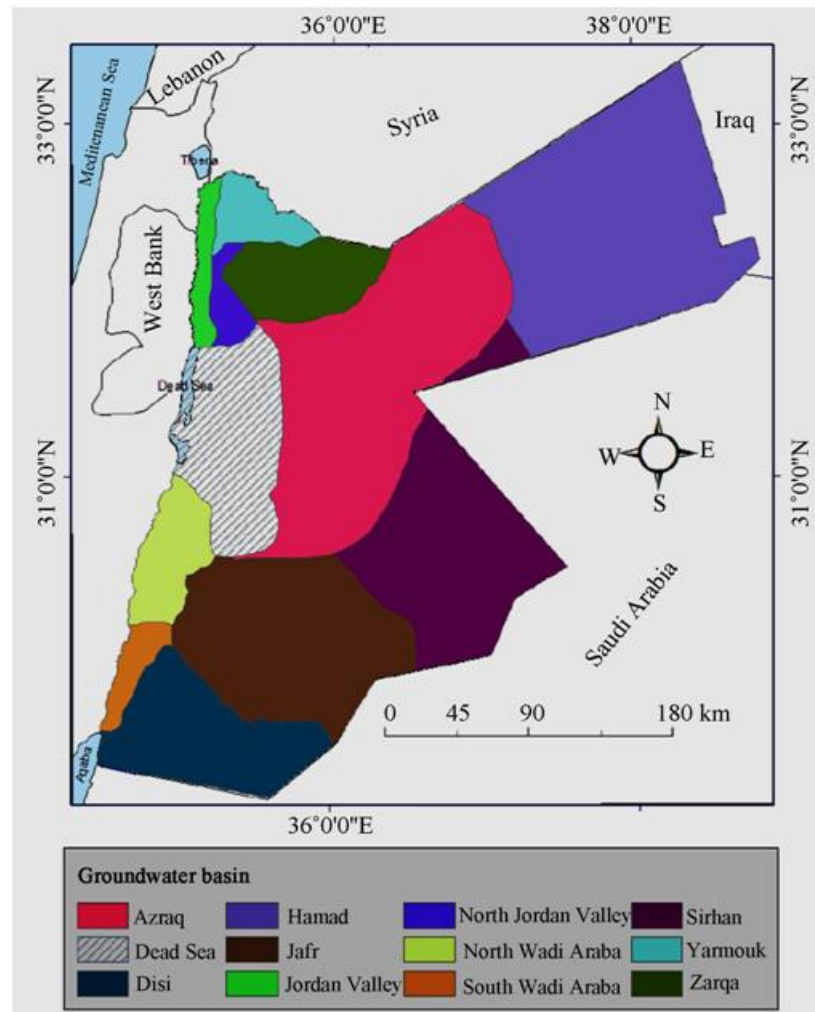 36°0'0"E 38°0'0"E
33°0'0"N
31°0'0"N
Meditenanean Sea
Lebanon
Syria
Iraq
33°0'0"N
31°0'0"N
West Bank
Dead Sea
N
W E
S
Saudi Arabia
0 45 90 180 km
Aqaba
36°0'0"E
Groundwater basin
Azraq Hamad North Jordan Valley Sirhan
Dead Sea Jafr North Wadi Araba Yarmouk
Disi Jordan Valley South Wadi Araba Zarqa